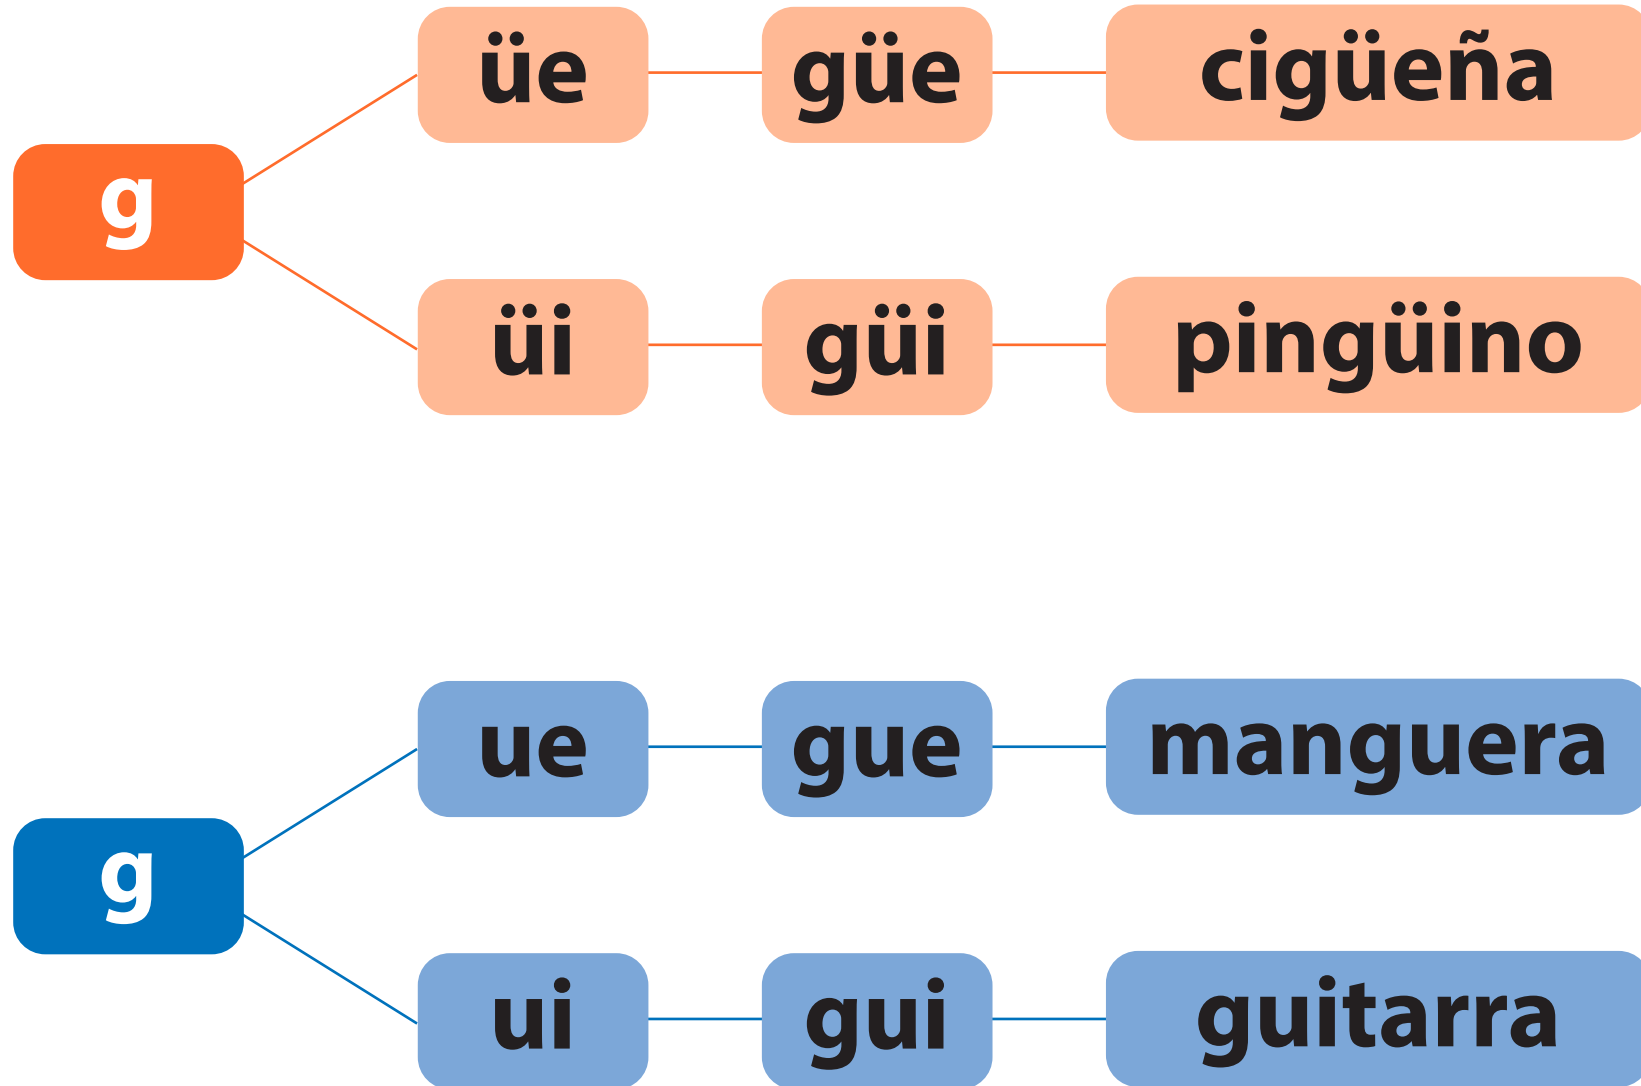 üe güe cigüeña
g
üi güi pingüino
ue gue manguera
g
ui gui guitarra